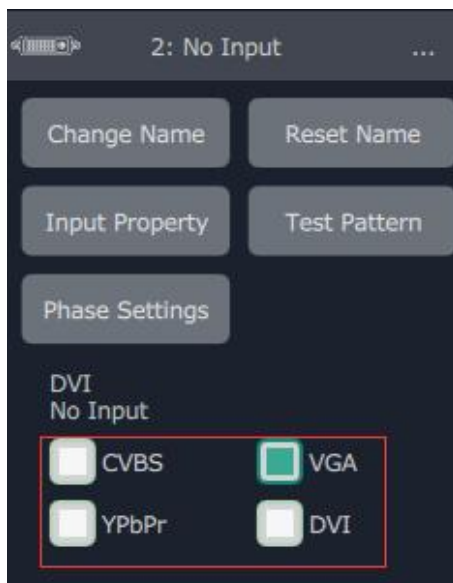 2: No Input ...
Change Name Reset Name
Input Property Test Pattern
Phase Settings
DVI
No Input
CVBS VGA
YPbPr DVI